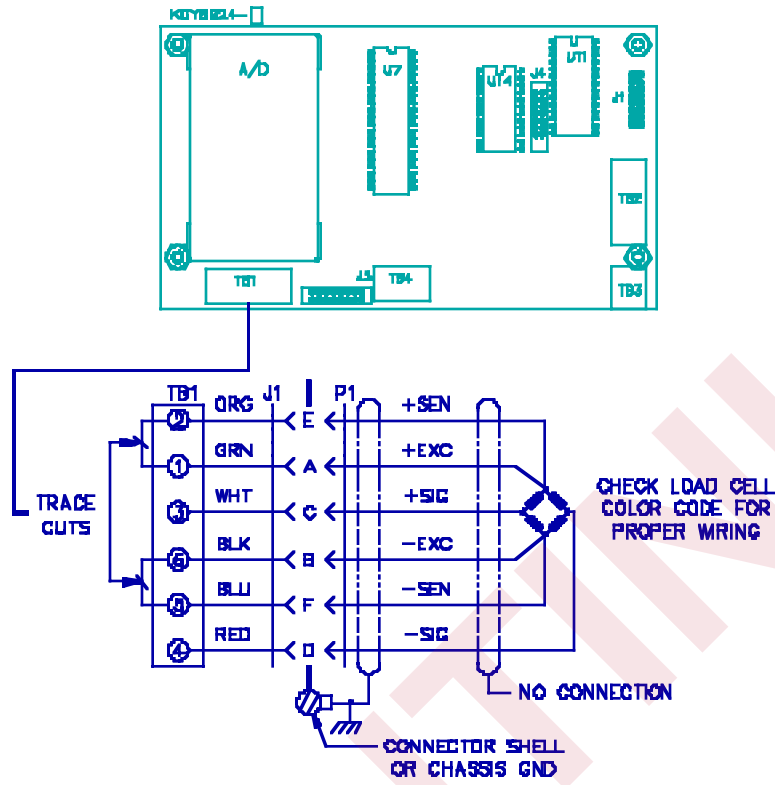 A/D
U7
U14
J4
U11
J1
TB2
TB1
J3
TB4
TB3
TB1 J1 P1
2 ORG E +SEN
1 GRN A +EXC
3 WHT C +SIG
6 BLK B -EXC
5 BLU F -SEN
4 RED D -SIG
TRACE
CUTS
CHECK LOAD CELL
COLOR CODE FOR
PROPER WIRING
NO CONNECTION
CONNECTOR SHELL
OR CHASSIS GND